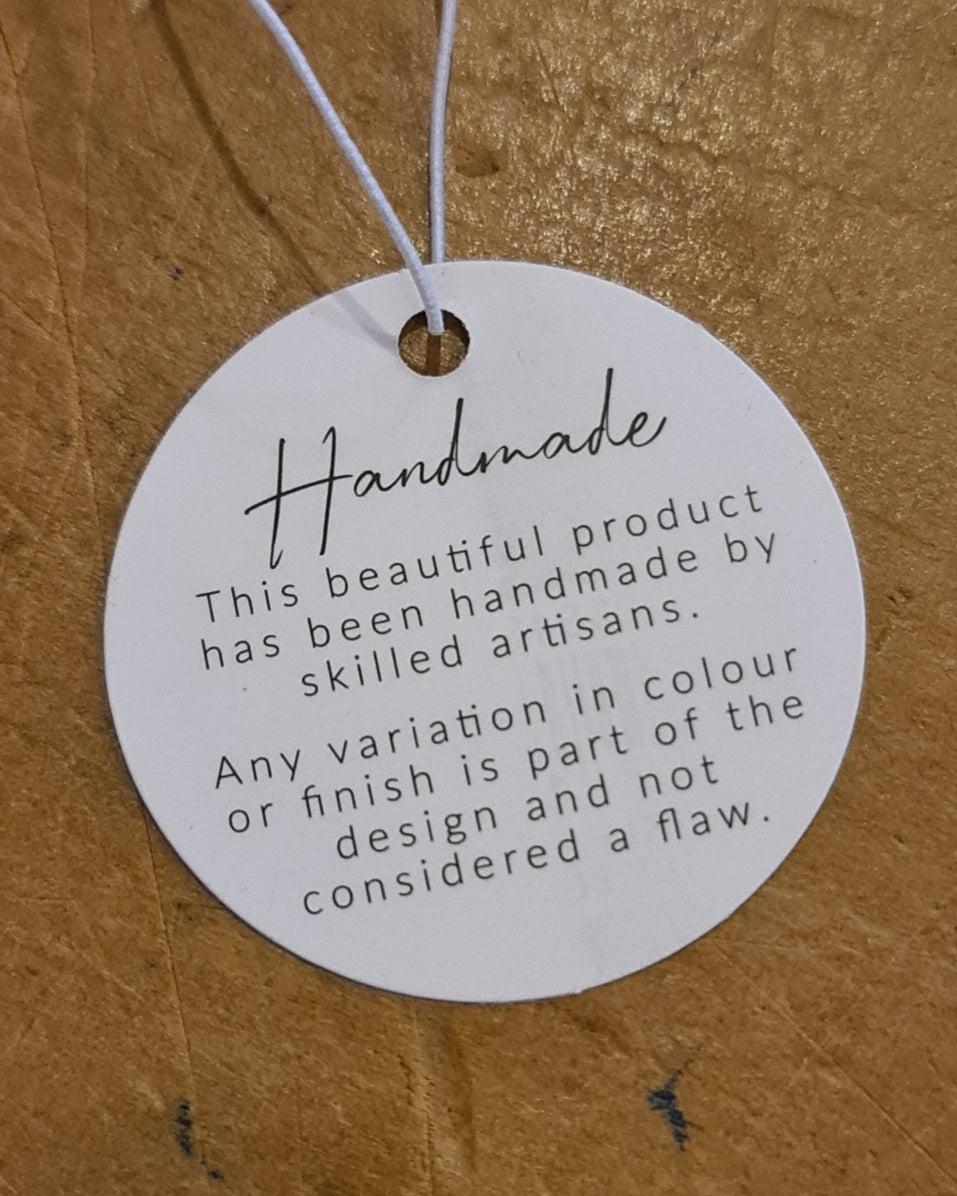 Handmade
This beautiful product
has been handmade by
skilled artisans.
Any variation in colour
or finish is part of the
design and not
considered a flaw.